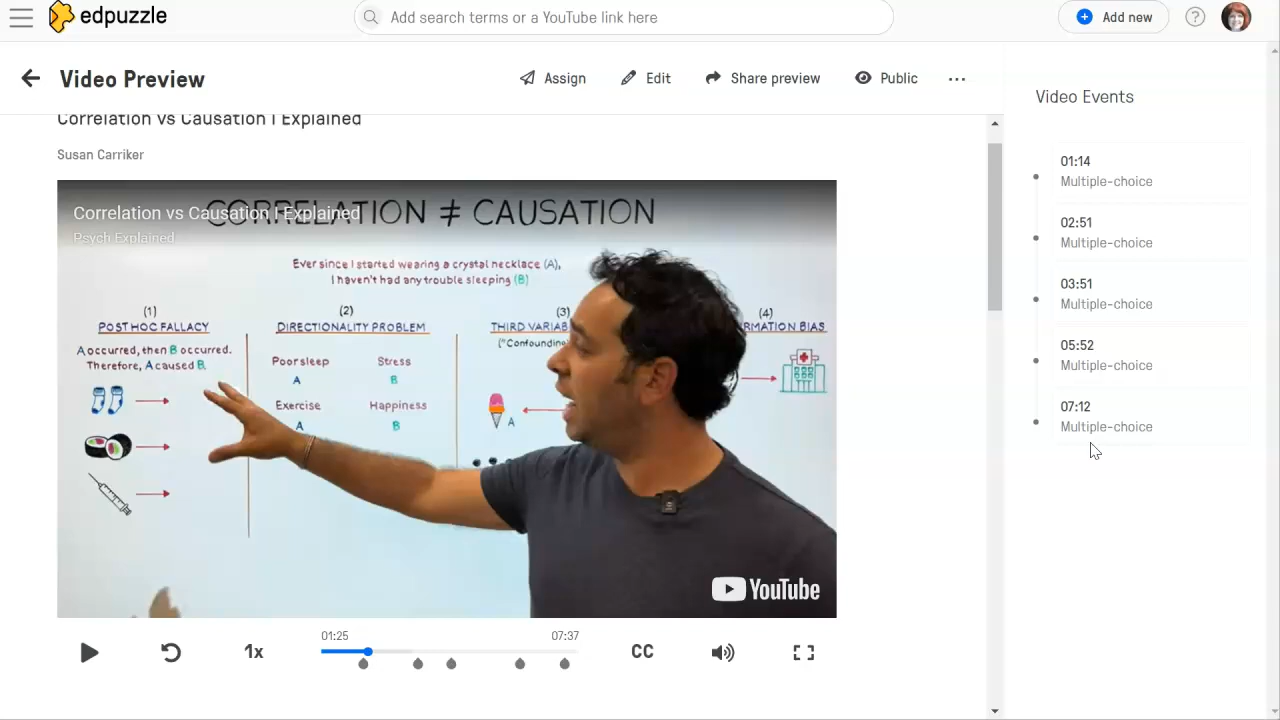 edpuzzle
Add search terms or a YouTube link here
Add new
?
Video Preview
Assign
Edit
Share preview
Public
Correlation vs Causation I Explained
Susan Carriker
Correlation vs Causation I Explained
Psych Explained
CORRELATION ≠ CAUSATION
Ever since I started wearing a crystal necklace (A),
I haven't had any trouble sleeping (B)
(1)
POST HOC FALLACY
A occurred, then B occurred.
Therefore, A caused B.
(2)
DIRECTIONALITY PROBLEM
Poor sleep Stress
A B
Exercise Happiness
A B
(3)
THIRD VARIAB
("Confoundin
A
(4)
RMATION BIAS
YouTube
1x
01:25
07:37
CC
Video Events
01:14
Multiple-choice
02:51
Multiple-choice
03:51
Multiple-choice
05:52
Multiple-choice
07:12
Multiple-choice